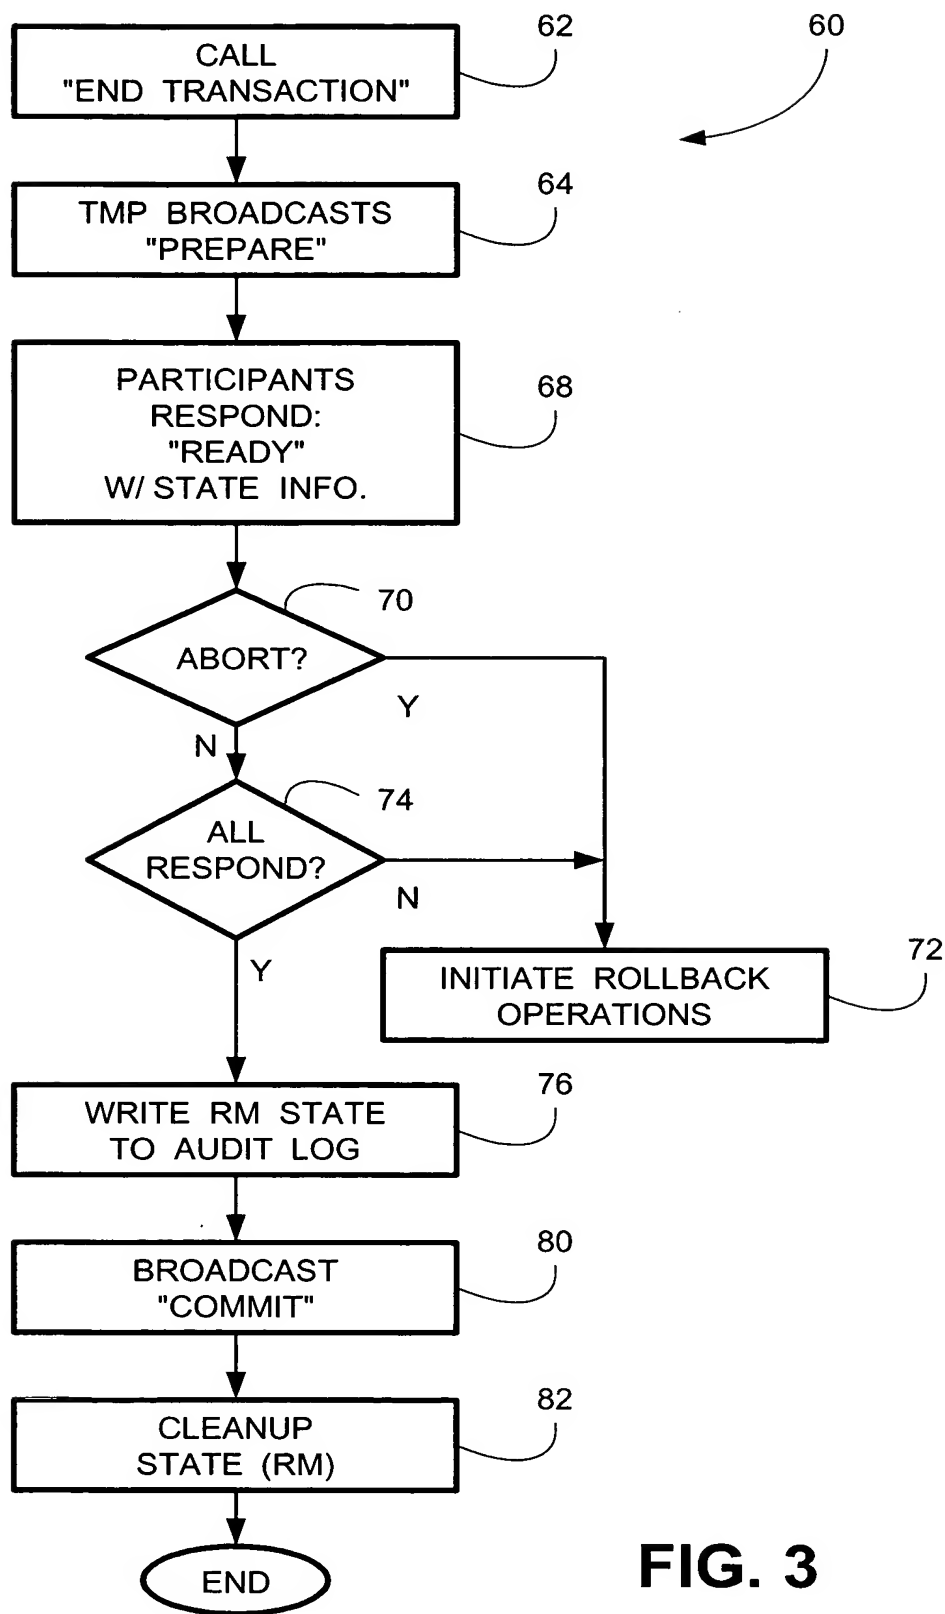 62
60
CALL
"END TRANSACTION"
64
TMP BROADCASTS
"PREPARE"
68
PARTICIPANTS
RESPOND:
"READY"
W/ STATE INFO.
70
ABORT?
Y
N
74
ALL
RESPOND?
N
Y
72
INITIATE ROLLBACK
OPERATIONS
76
WRITE RM STATE
TO AUDIT LOG
80
BROADCAST
"COMMIT"
82
CLEANUP
STATE (RM)
END
FIG. 3